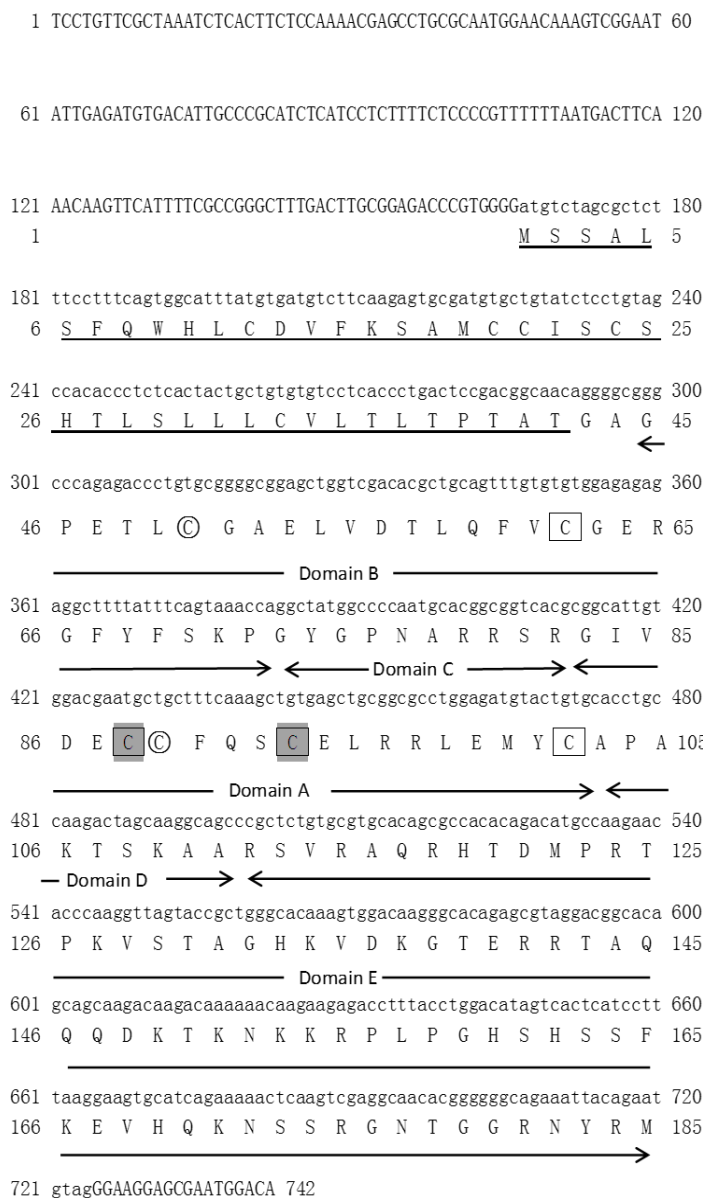 1 TCCTGTTCGCTAAATCTCACTTCTCCAAAACGAGCCTGCGCAATGGAACAAAGTCGGAAT 60
61 ATTGAGATGTGACATTGCCCGCATCTCATCCTCTTTTCTCCCCGTTTTTTAATGACTTCA 120
121 AACAAGTTCATTTTCGCCGGGCTTTGACTTGCGGAGACCCGTGGGGatgtctagcgctct 180
1 M S S A L 5
181 ttcctttcagtggcatttatgtgatgtcttcaagagtgcgatgtgctgtatctcctgtag 240
6 S F Q W H L C D V F K S A M C C I S C S 25
241 ccacaccctctcactactgctgtgtgtcctcaccctgactccgacggcaacaggggcggg 300
26 H T L S L L L C V L T L T P T A T G A G 45
301 cccagagaccctgtgcggggcggagctggtcgacacgctgcagtttgtgtgtggagagag 360
46 P E T L C G A E L V D T L Q F V C G E R 65
Domain B
361 aggcttttatttcagtaaaccaggctatggccccaatgcacggcggtcacgcggcattgt 420
66 G F Y F S K P G Y G P N A R R S R G I V 85
Domain C
421 ggacgaatgctgctttcaaagctgtgagctgcggcgcctggagatgtactgtgcacctgc 480
86 D E C C F Q S C E L R R L E M Y C A P A 105
Domain A
481 caagactagcaaggcagcccgctctgtgcgtgcacagcgccacacagacatgccaagaac 540
106 K T S K A A R S V R A Q R H T D M P R T 125
Domain D
541 acccaaggttagtaccgctgggcacaaagtggacaagggcacagagcgtaggacggcaca 600
126 P K V S T A G H K V D K G T E R R T A Q 145
Domain E
601 gcagcaagacaagacaaaaaacaagaagagacctttacctggacatagtcactcatcctt 660
146 Q Q D K T K N K K R P L P G H S H S S F 165
661 taaggaagtgcatcagaaaaactcaagtcgaggcaacacggggggcagaaattacagaat 720
166 K E V H Q K N S S R G N T G G R N Y R M 185
721 gtagGGAAGGAGCGAATGGACA 742